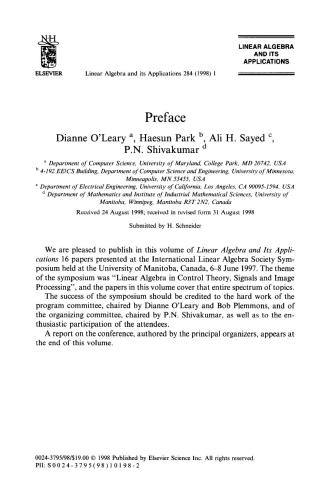 NH
ELSEVIER
Linear Algebra and its Applications 284 (1998) 1
LINEAR ALGEBRA
AND ITS
APPLICATIONS
Preface
Dianne O'Leary a, Haesun Park b, Ali H. Sayed c,
P.N. Shivakumar d
a Department of Computer Science, University of Maryland, College Park, MD 20742, USA
b 4-192 EE/CS Building, Department of Computer Science and Engineering, University of Minnesota,
Minneapolis, MN 55455, USA
c Department of Electrical Engineering, University of California, Los Angeles, CA 90095-1594, USA
d Department of Mathematics and Institute of Industrial Mathematical Sciences, University of
Manitoba, Winnipeg, Manitoba R3T 2N2, Canada
Received 24 August 1998; received in revised form 31 August 1998
Submitted by H. Schneider
We are pleased to publish in this volume of Linear Algebra and Its Appli-
cations 16 papers presented at the International Linear Algebra Society Sym-
posium held at the University of Manitoba, Canada, 6–8 June 1997. The theme
of the symposium was "Linear Algebra in Control Theory, Signals and Image
Processing", and the papers in this volume cover that entire spectrum of topics.
The success of the symposium should be credited to the hard work of the
program committee, chaired by Dianne O'Leary and Bob Plemmons, and of
the organizing committee, chaired by P.N. Shivakumar, as well as to the en-
thusiastic participation of the attendees.
A report on the conference, authored by the principal organizers, appears at
the end of this volume.
0024-3795/98/$19.00 © 1998 Published by Elsevier Science Inc. All rights reserved.
PII: S0024-3795(98)10198-2